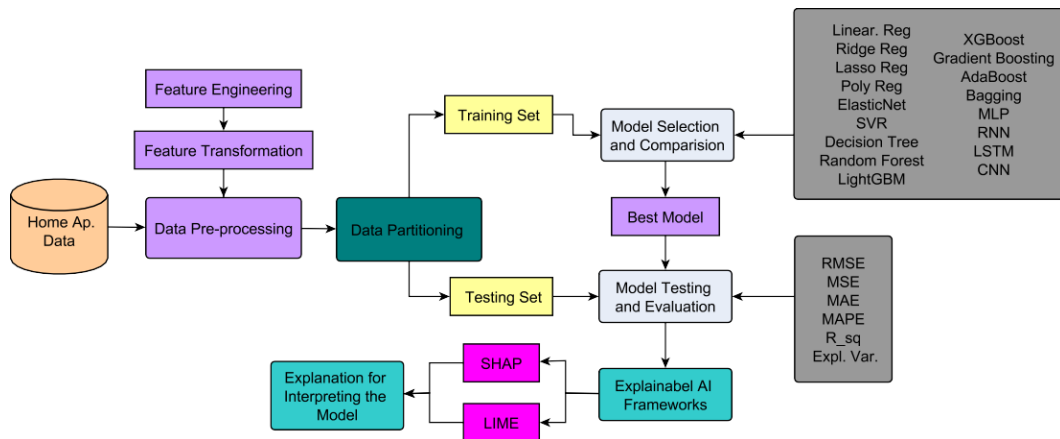 Linear. Reg
Ridge Reg
Lasso Reg
Poly Reg
ElasticNet
SVR
Decision Tree
Random Forest
LightGBM
XGBoost
Gradient Boosting
AdaBoost
Bagging
MLP
RNN
LSTM
CNN
Feature Engineering
Feature Transformation
Training Set
Model Selection
and Comparision
Home Ap.
Data
Data Pre-processing
Data Partitioning
Best Model
Testing Set
Model Testing
and Evaluation
RMSE
MSE
MAE
MAPE
R_sq
Expl. Var.
Explanation for
Interpreting the
Model
SHAP
LIME
Explainabel AI
Frameworks